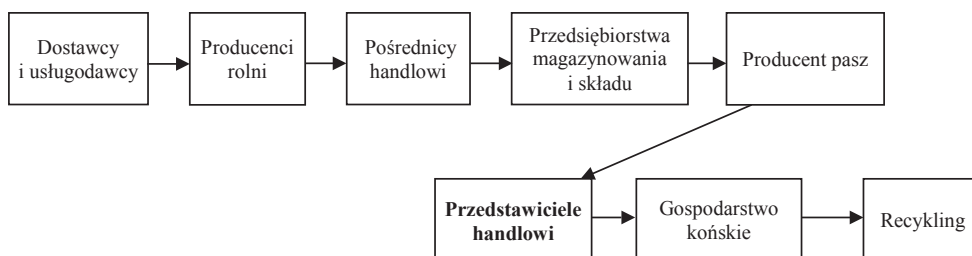 Dostawcy
i usługodawcy
Producenci
rolni
Pośrednicy
handlowi
Przedsiębiorstwa
magazynowania
i składu
Producent pasz
Przedstawiciele
handlowi
Gospodarstwo
końskie
Recykling